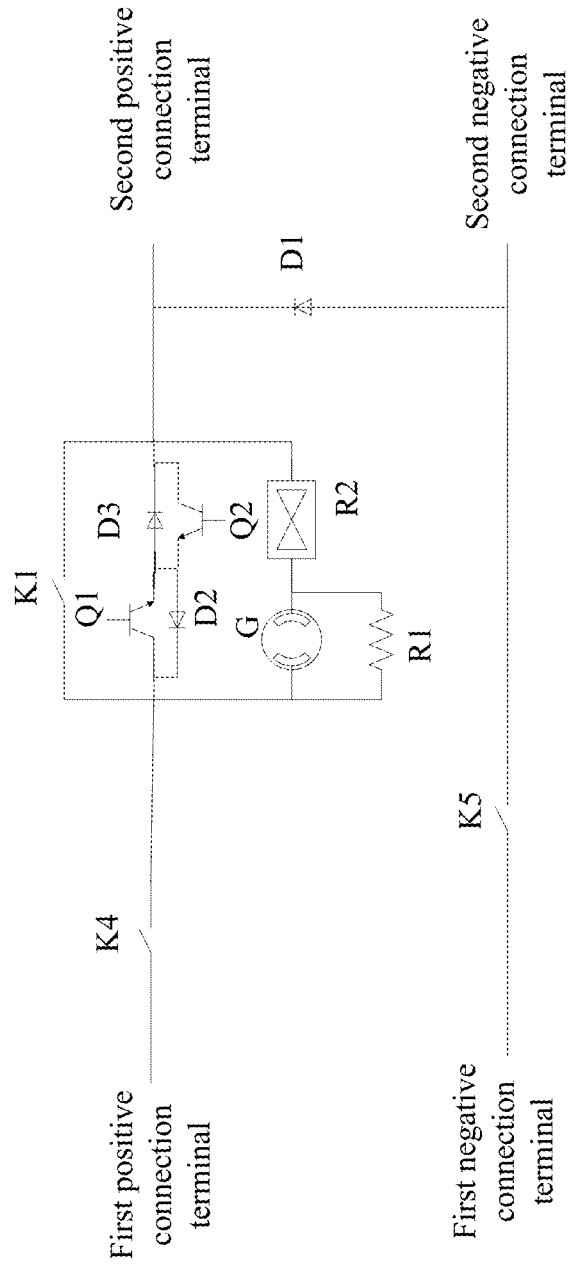 First positive
connection
terminal
K4
K1
Q1
D3
D2
Q2
G
R2
R1
Second positive
connection
terminal
D1
First negative
connection
terminal
K5
Second negative
connection
terminal